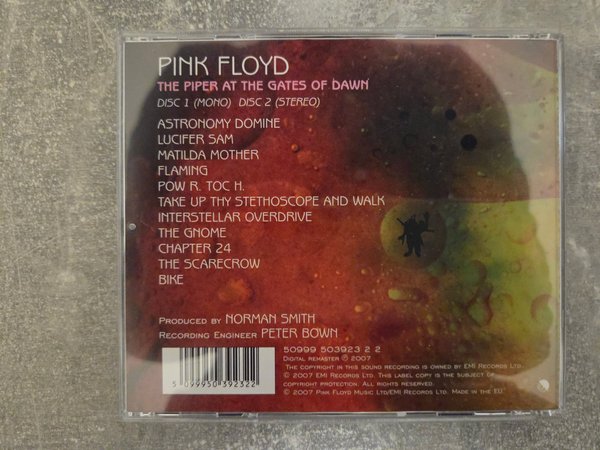 PINK FLOYD
THE PIPER AT THE GATES OF DAWN
DISC 1 (MONO) DISC 2 (STEREO)
ASTRONOMY DOMINE
LUCIFER SAM
MATILDA MOTHER
FLAMING
POW R. TOC H.
TAKE UP THY STETHOSCOPE AND WALK
INTERSTELLAR OVERDRIVE
THE GNOME
CHAPTER 24
THE SCARECROW
BIKE
PRODUCED BY NORMAN SMITH
RECORDING ENGINEER PETER BOWN
50999 503923 2 2
DIGITAL REMASTER ℗ 2007
THE COPYRIGHT IN THIS SOUND RECORDING IS OWNED BY EMI RECORDS LTD.
© 2007 EMI RECORDS LTD. THIS LABEL COPY IS THE SUBJECT OF
COPYRIGHT PROTECTION. ALL RIGHTS RESERVED.
© 2007 PINK FLOYD MUSIC LTD/EMI RECORDS LTD. MADE IN THE EU.
5 099950 392322